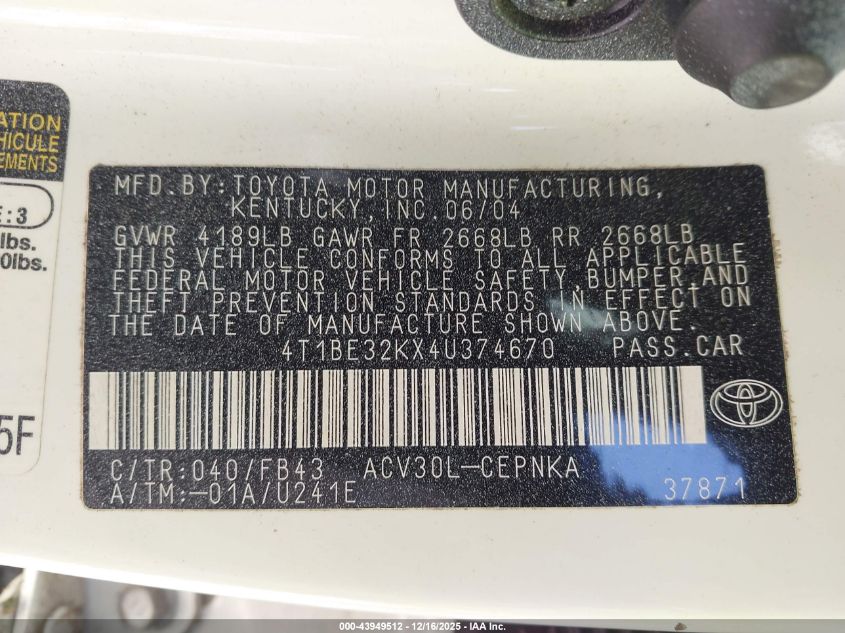 ATION
HICULE
EMENTS
E:3
lbs.
0lbs.
5F
MFD.BY:TOYOTA MOTOR MANUFACTURING,
KENTUCKY,INC.06/04
GVWR 4189LB GAWR FR 2668LB RR 2668LB
THIS VEHICLE CONFORMS TO ALL APPLICABLE
FEDERAL MOTOR VEHICLE SAFETY,BUMPER,AND
THEFT PREVENTION STANDARDS IN EFFECT ON
THE DATE OF MANUFACTURE SHOWN ABOVE.
4T1BE32KX4U374670 PASS.CAR
C/TR:040/FB43 ACV30L-CEPNKA
A/TM:-01A/U241E 37871
000-43949512 - 12/16/2025 - IAA Inc.